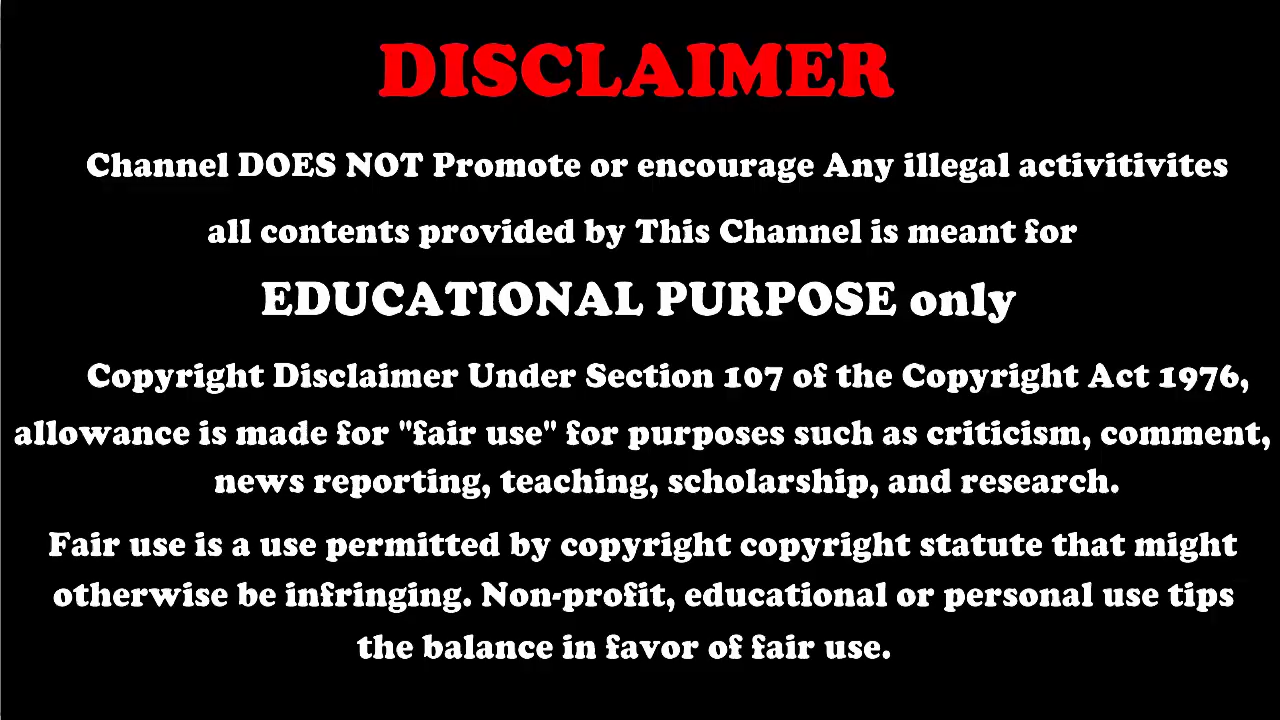 DISCLAIMER
Channel DOES NOT Promote or encourage Any illegal activitivites
all contents provided by This Channel is meant for
EDUCATIONAL PURPOSE only
Copyright Disclaimer Under Section 107 of the Copyright Act 1976,
allowance is made for "fair use" for purposes such as criticism, comment,
news reporting, teaching, scholarship, and research.
Fair use is a use permitted by copyright copyright statute that might
otherwise be infringing. Non-profit, educational or personal use tips
the balance in favor of fair use.